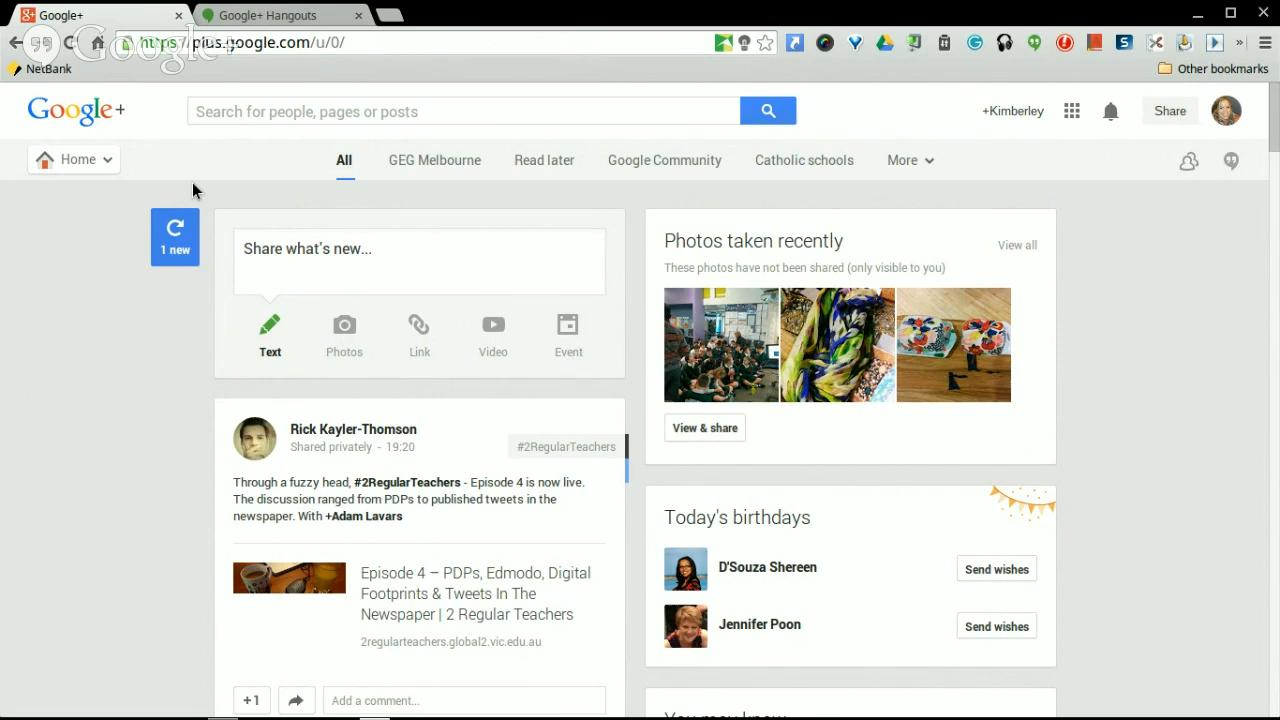 Google+
Google+ Hangouts
https://plus.google.com/u/0/
Google+
NetBank
Other bookmarks
Google+
Search for people, pages or posts
+Kimberley
Share
Home
All
GEG Melbourne
Read later
Google Community
Catholic schools
More
1 new
Share what's new...
Text
Photos
Link
Video
Event
Rick Kayler-Thomson
Shared privately - 19:20
#2RegularTeachers
Through a fuzzy head, #2RegularTeachers - Episode 4 is now live.
The discussion ranged from PDPs to published tweets in the
newspaper. With +Adam Lavars
Episode 4 – PDPs, Edmodo, Digital
Footprints & Tweets In The
Newspaper | 2 Regular Teachers
2regularteachers.global2.vic.edu.au
+1
Add a comment...
Photos taken recently
View all
These photos have not been shared (only visible to you)
View & share
Today's birthdays
D'Souza Shereen
Send wishes
Jennifer Poon
Send wishes
You may know